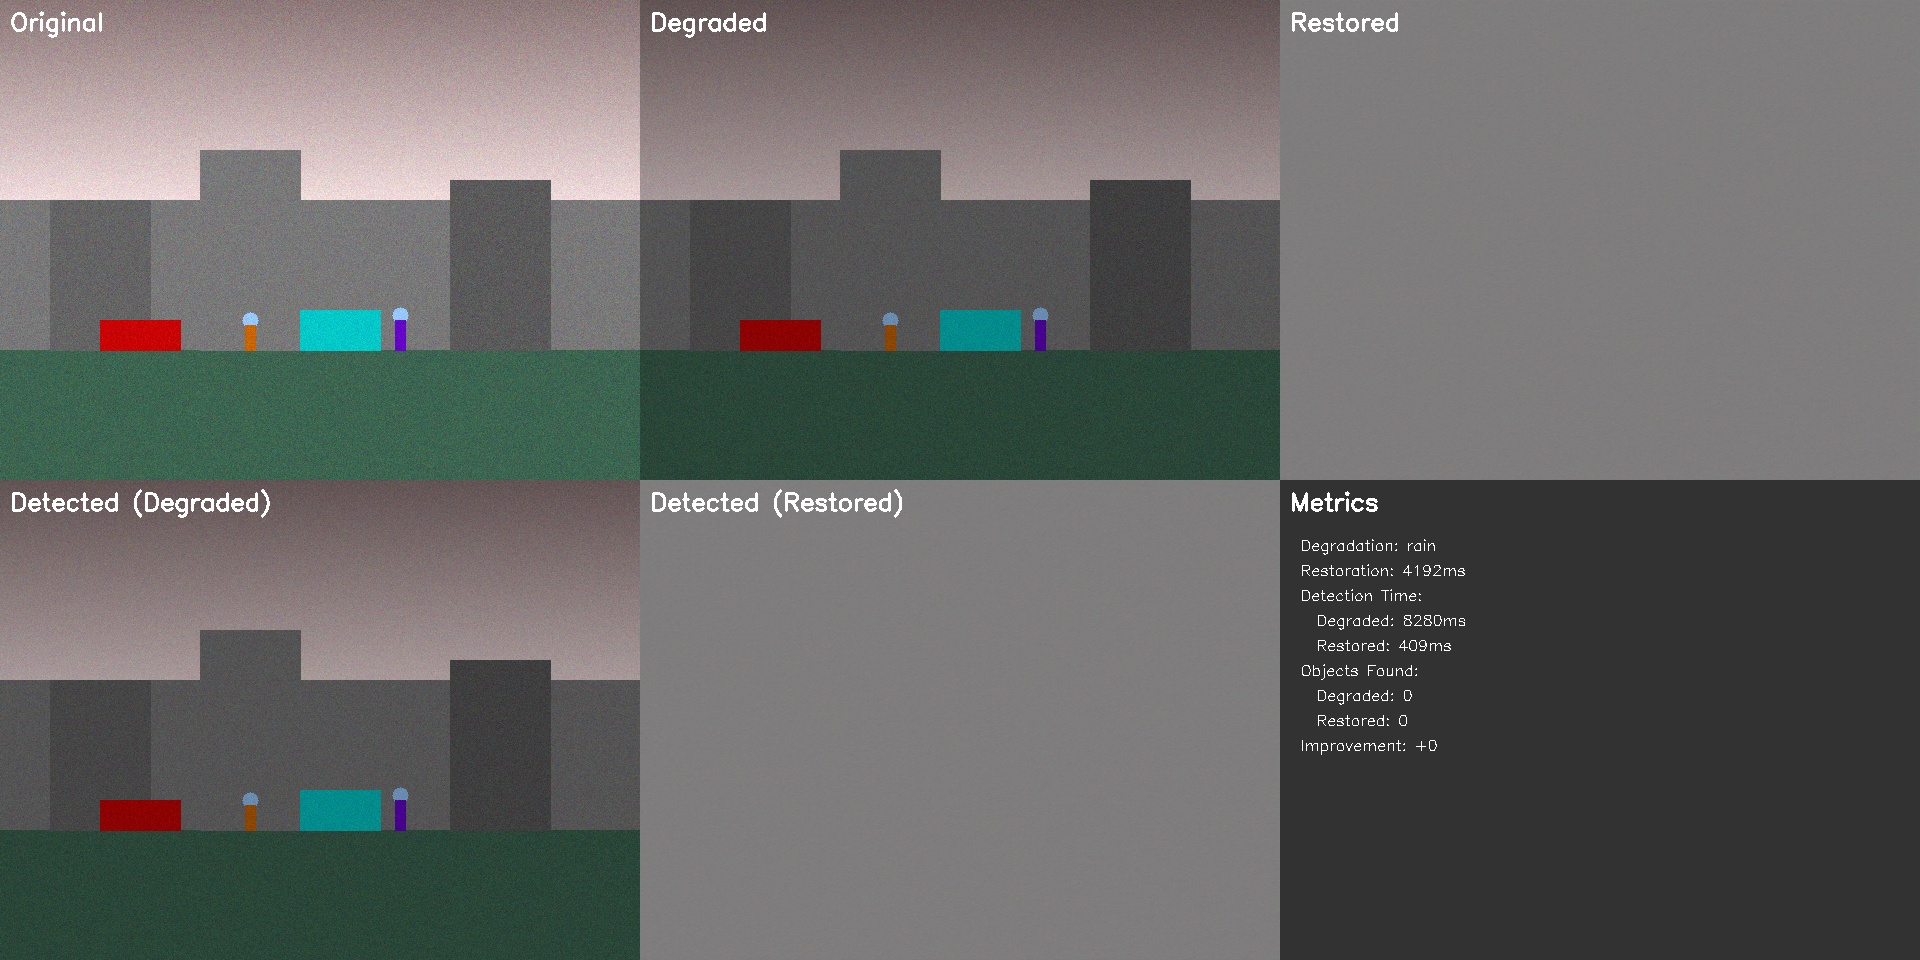 Original
Degraded
Restored
Detected (Degraded)
Detected (Restored)
Metrics
Degradation: rain
Restoration: 4192ms
Detection Time:
Degraded: 8280ms
Restored: 409ms
Objects Found:
Degraded: 0
Restored: 0
Improvement: +0